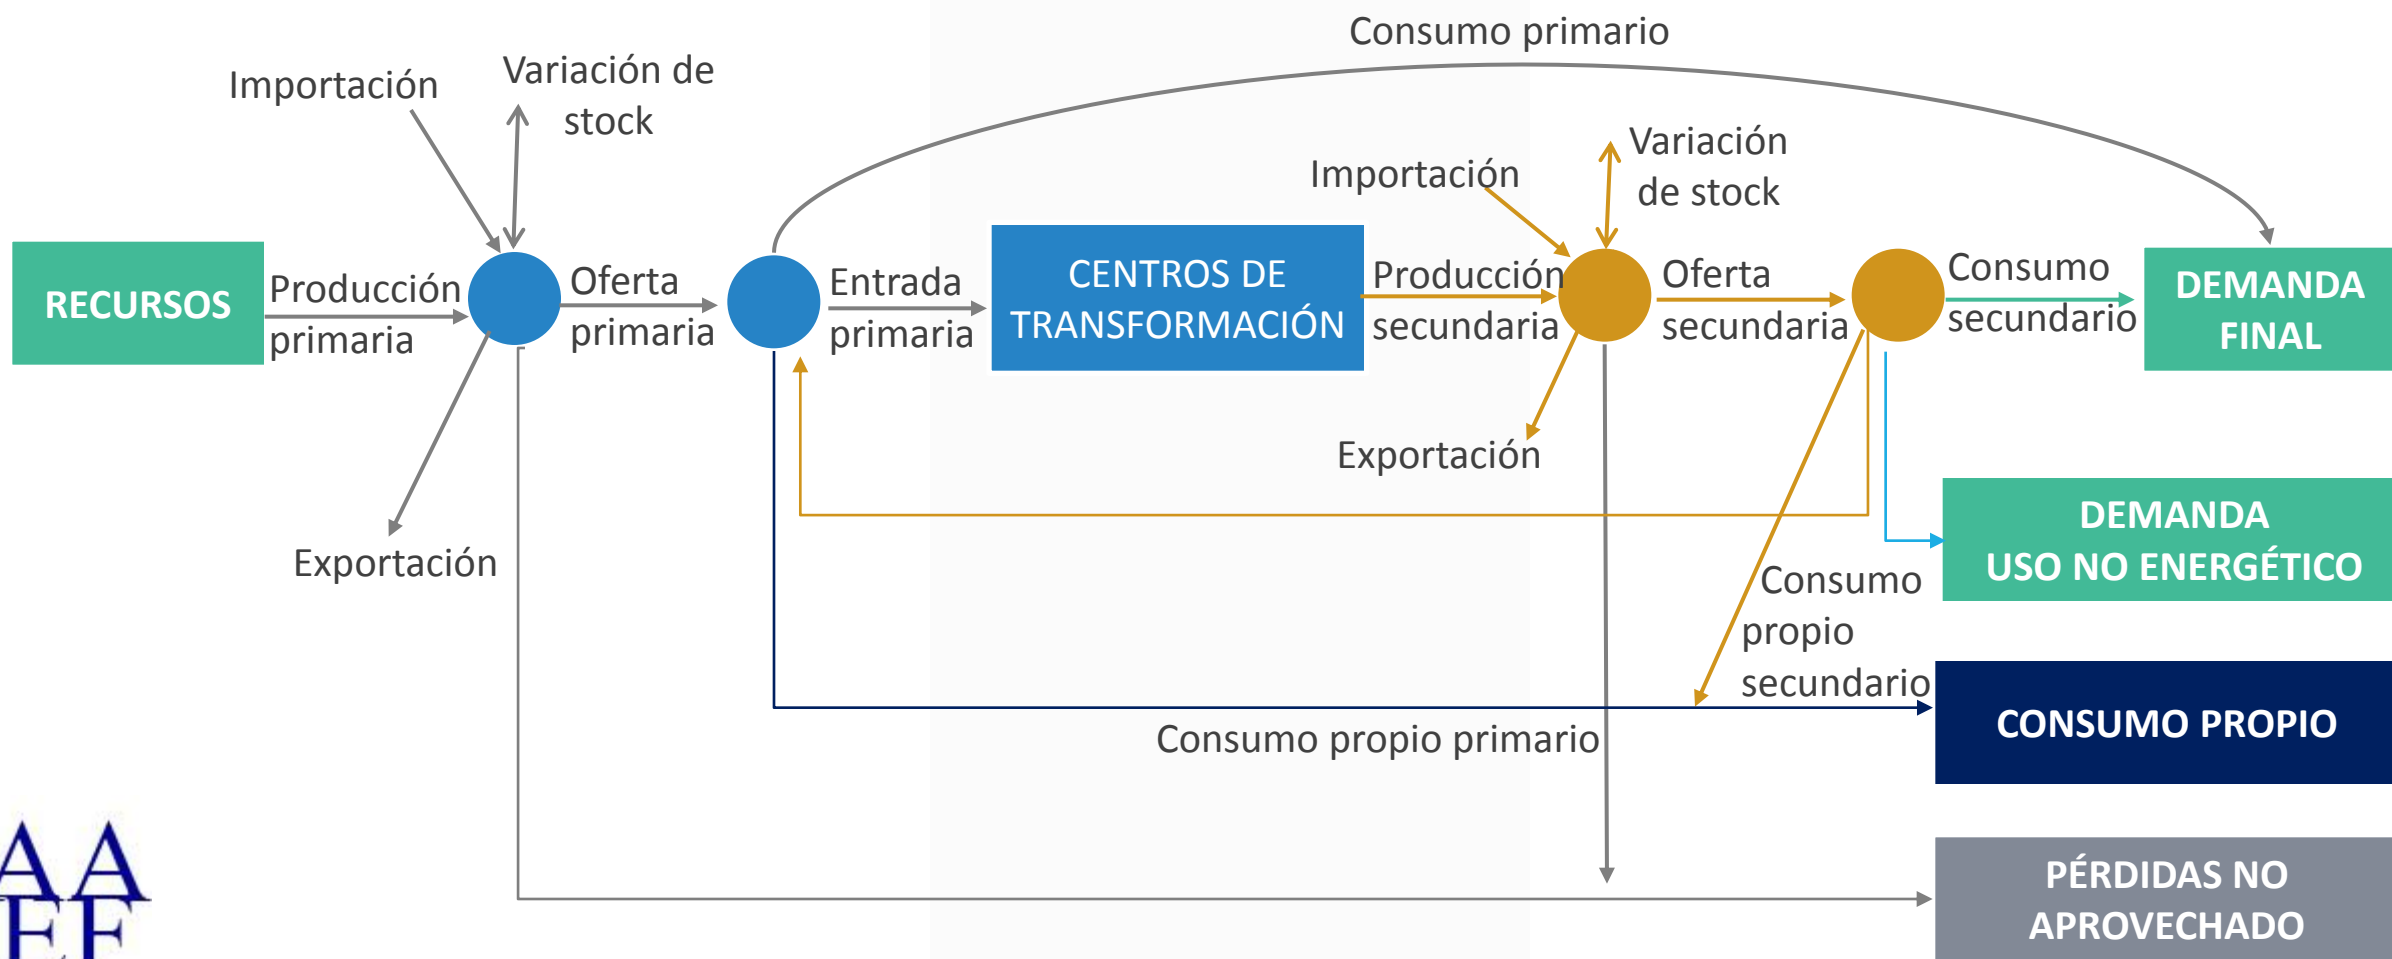 Consumo primario
Importación
Variación de
stock
Variación
de stock
Importación
RECURSOS
Producción
primaria
Oferta
primaria
Entrada
primaria
CENTROS DE
TRANSFORMACIÓN
Producción
secundaria
Oferta
secundaria
Consumo
secundario
DEMANDA
FINAL
Exportación
Exportación
DEMANDA
USO NO ENERGÉTICO
Consumo
propio
secundario
CONSUMO PROPIO
Consumo propio primario
PÉRDIDAS NO
APROVECHADO
AA
EE